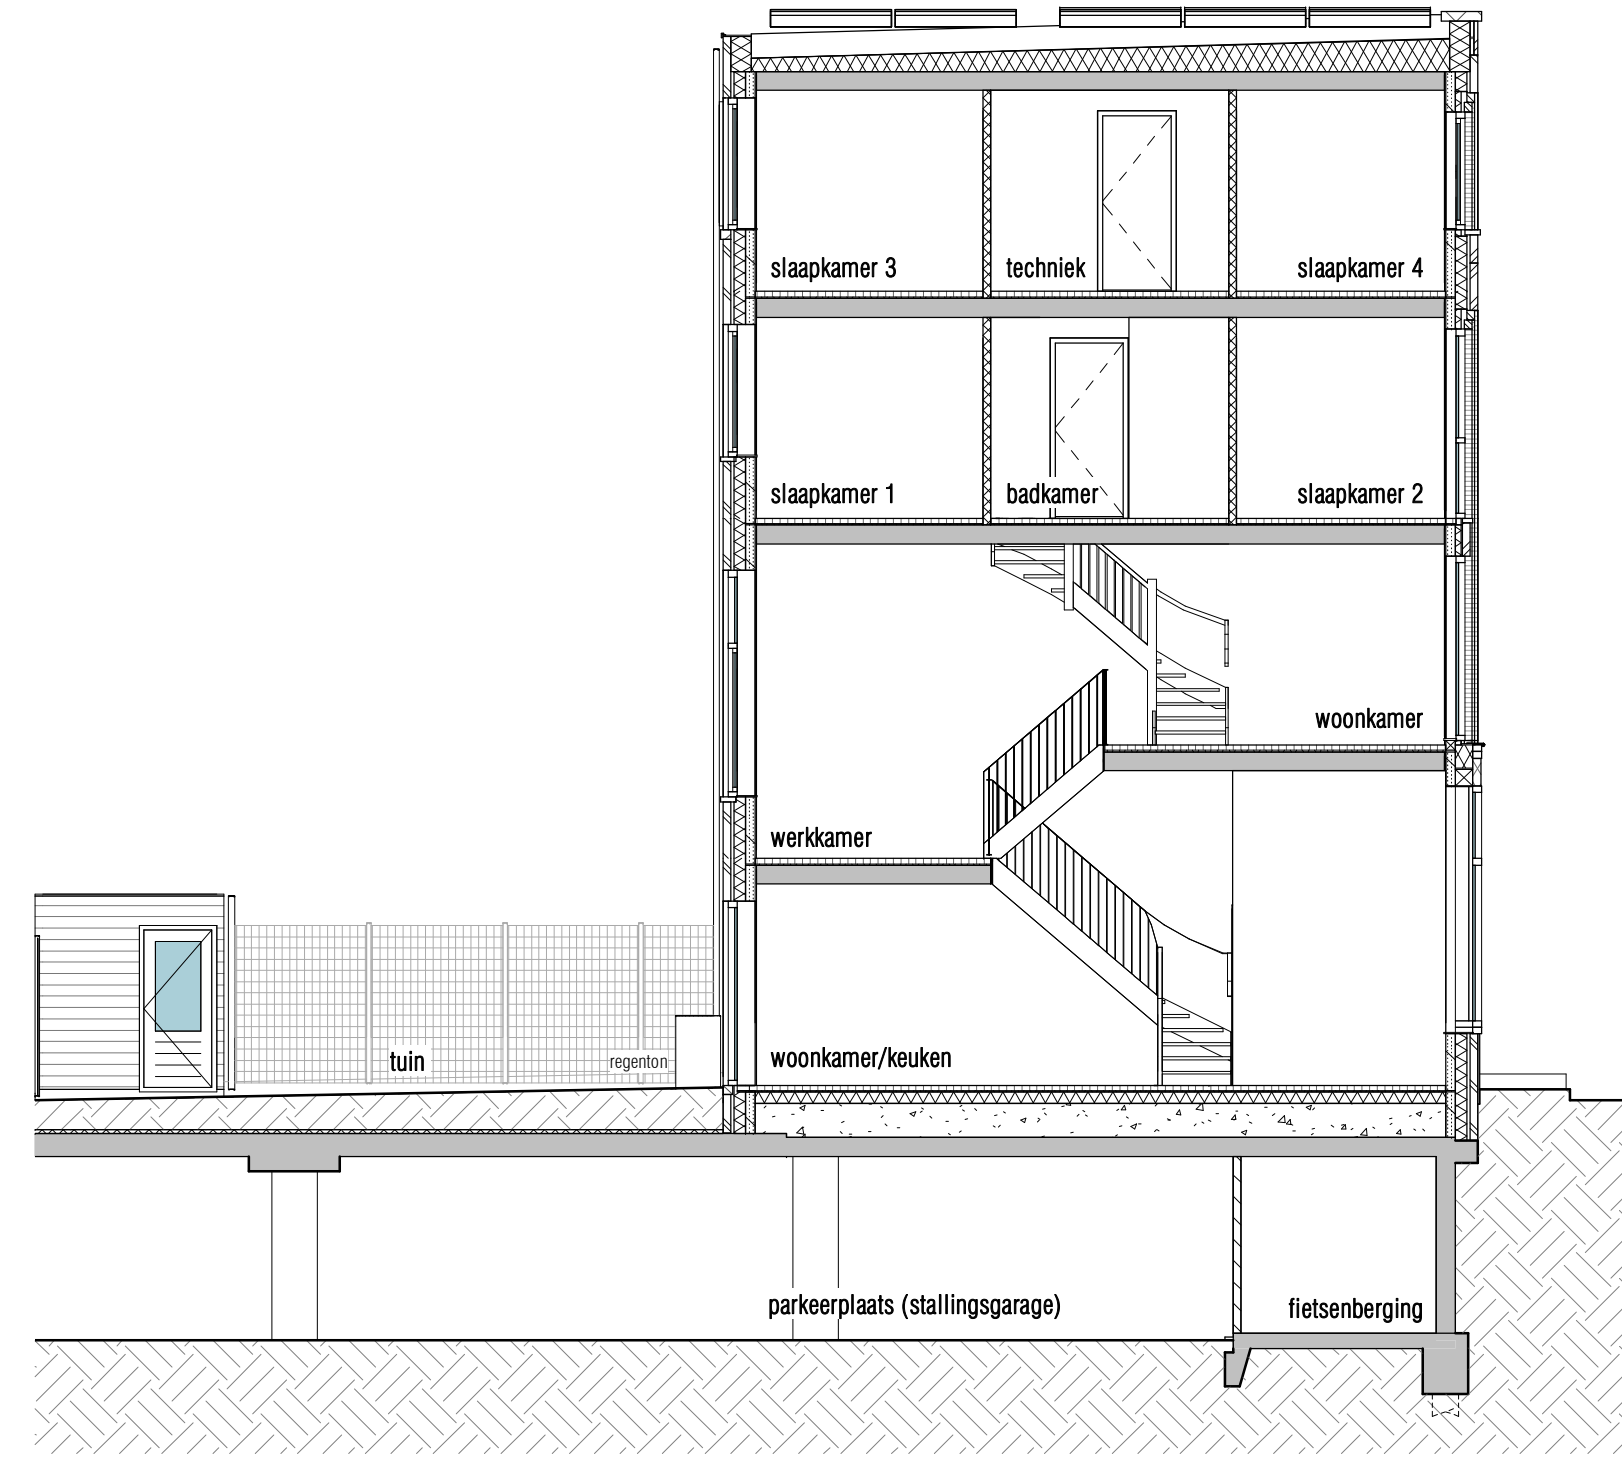 slaapkamer 3
techniek
slaapkamer 4
slaapkamer 1
badkamer
slaapkamer 2
woonkamer
werkkamer
tuin
regenton
woonkamer/keuken
parkeerplaats (stallingsgarage)
fietsenberging